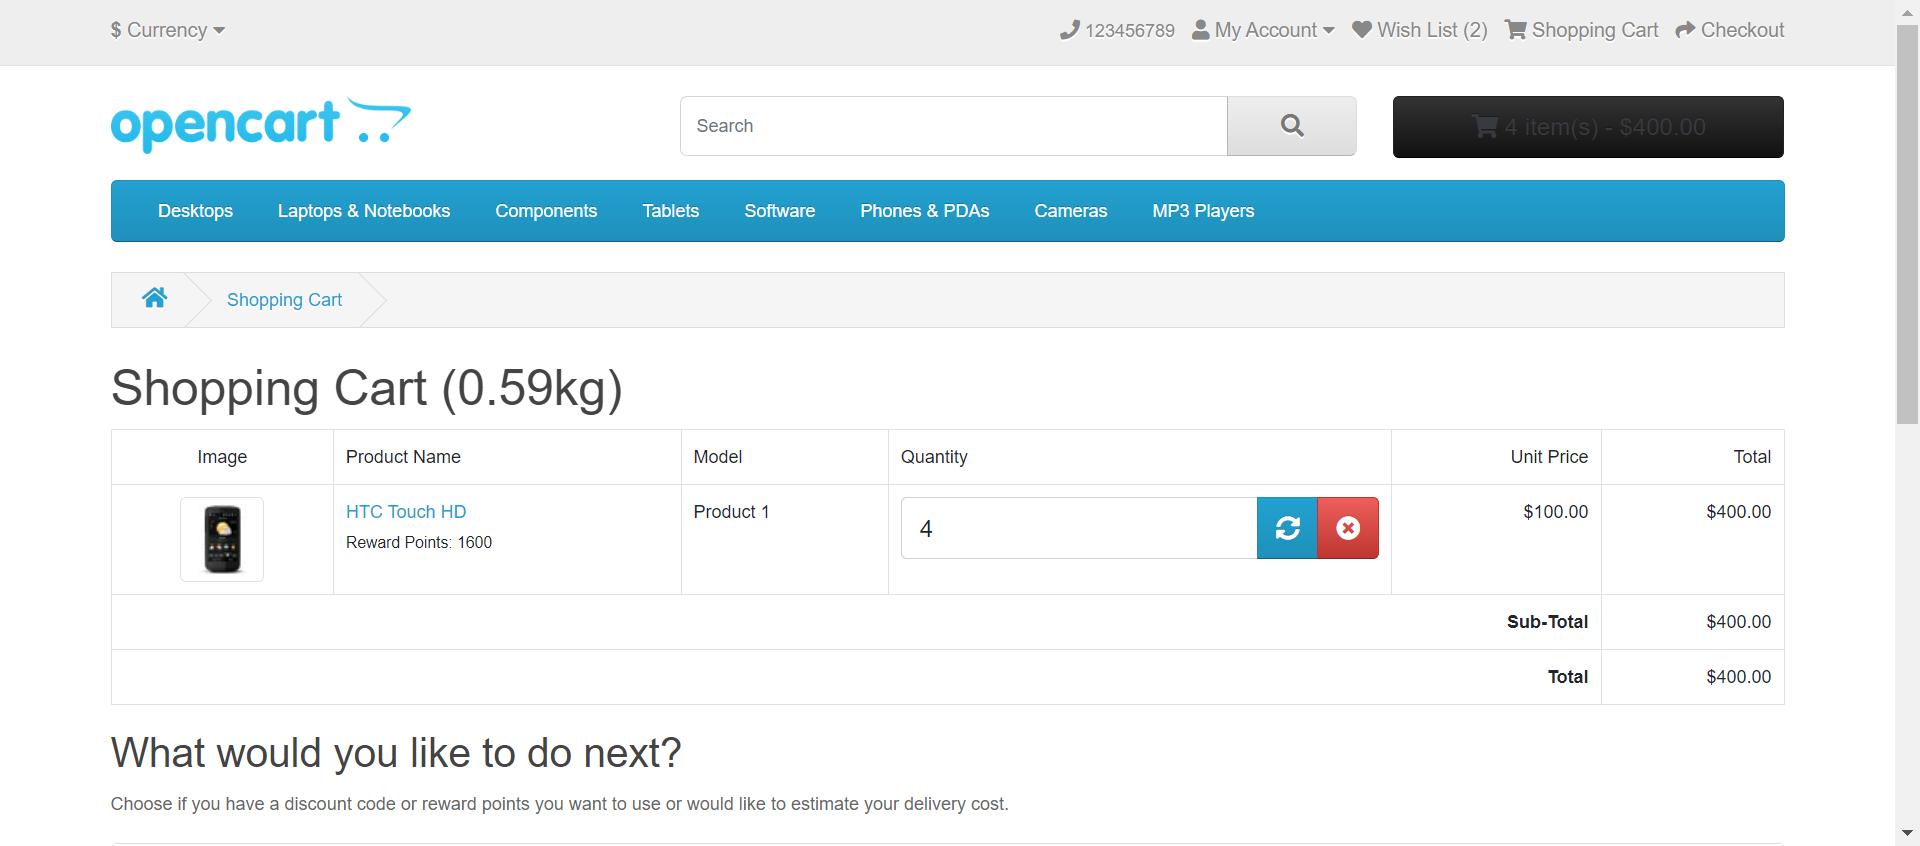 $ Currency
123456789 My Account Wish List (2) Shopping Cart Checkout
opencart
Search
4 item(s) - $400.00
Desktops Laptops & Notebooks Components Tablets Software Phones & PDAs Cameras MP3 Players
Shopping Cart
Shopping Cart (0.59kg)
Image Product Name Model Quantity Unit Price Total
HTC Touch HD Product 1 4 $100.00 $400.00
Reward Points: 1600
Sub-Total $400.00
Total $400.00
What would you like to do next?
Choose if you have a discount code or reward points you want to use or would like to estimate your delivery cost.